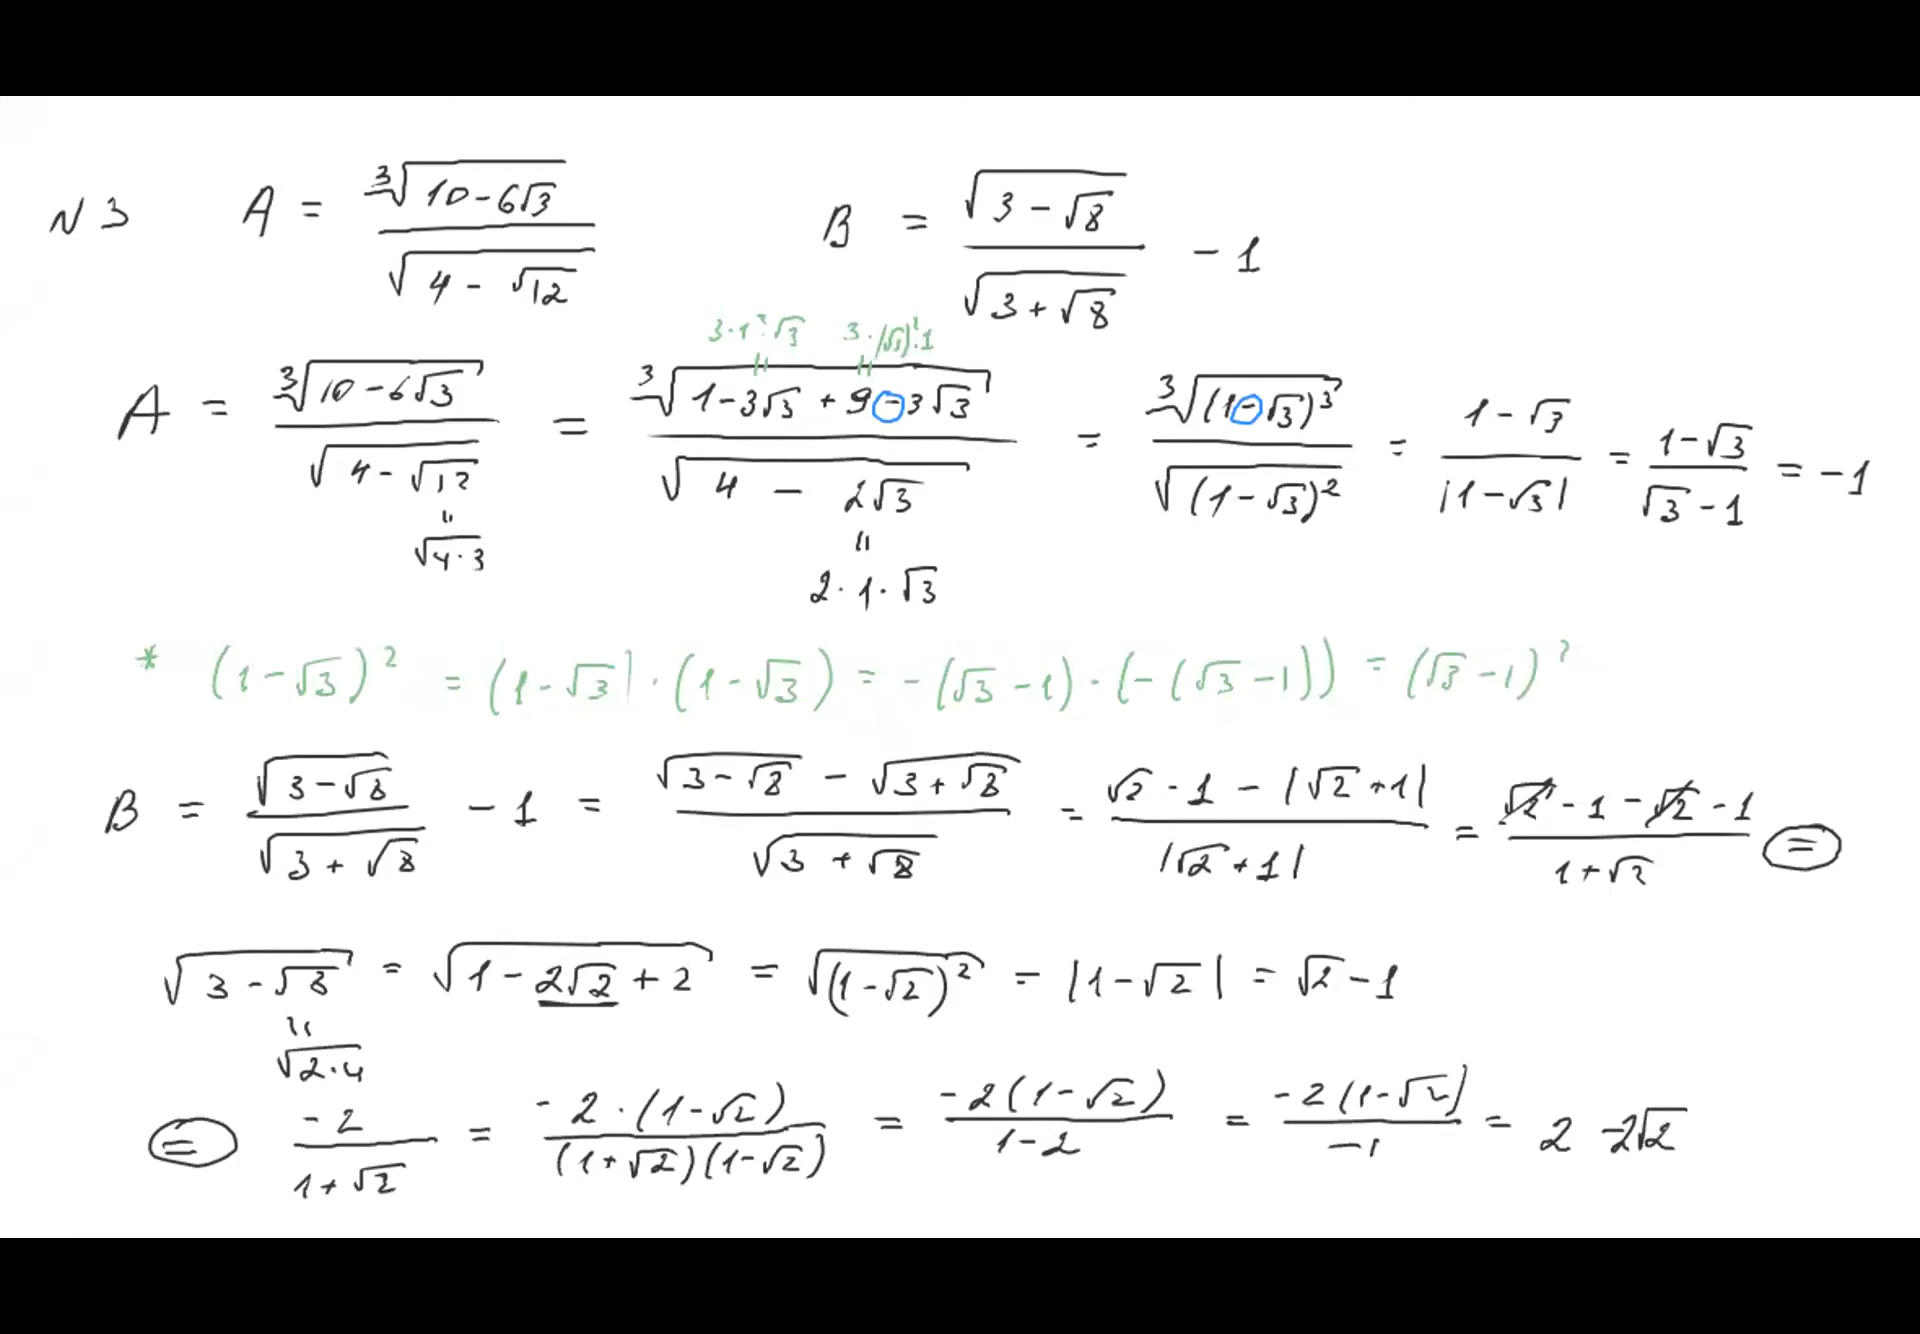 N 3 A = ∛(10 - 6√3) / √(4 - √12) B = √(3 - √8) / √(3 + √8) - 1
3·1²·√3 3·(√3)²·1
A = ∛(10 - 6√3) / √(4 - √12) = ∛(1 - 3√3 + 9 - 3√3) / √(4 - 2√3) = ∛((1 - √3)³) / √((1 - √3)²) = (1 - √3) / |1 - √3| = (1 - √3) / (√3 - 1) = -1
" √(4·3) " 2·1·√3
* (1 - √3)² = (1 - √3)·(1 - √3) = -(√3 - 1)·(-(√3 - 1)) = (√3 - 1)²
B = √(3 - √8) / √(3 + √8) - 1 = (√(3 - √8) - √(3 + √8)) / √(3 + √8) = (√2 - 1 - |√2 + 1|) / |√2 + 1| = (√2 - 1 - √2 - 1) / (1 + √2) =
√(3 - √8) = √(1 - 2√2 + 2) = √((1 - √2)²) = |1 - √2| = √2 - 1
" √(2·4)
= -2 / (1 + √2) = -2·(1 - √2) / (1 + √2)(1 - √2) = -2(1 - √2) / (1 - 2) = -2(1 - √2) / -1 = 2 - 2√2